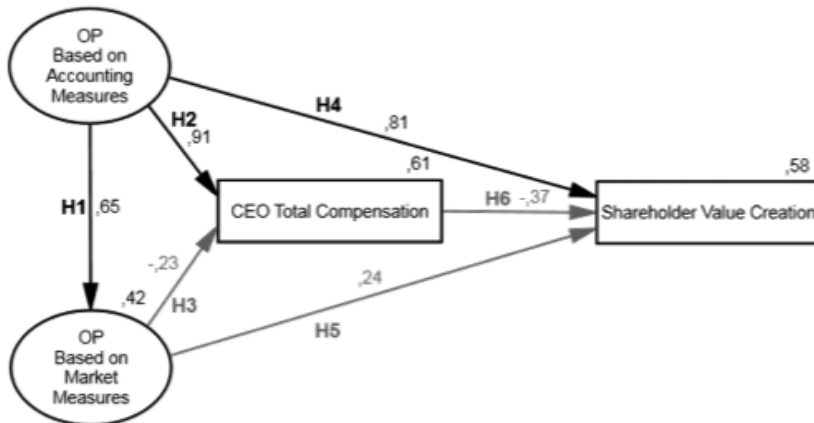 OP
Based on
Accounting
Measures
H2
,91
H4
,81
,61
,58
H1
,65
CEO Total Compensation
H6
-,37
Shareholder Value Creation
-,23
H3
,42
,24
H5
OP
Based on
Market
Measures